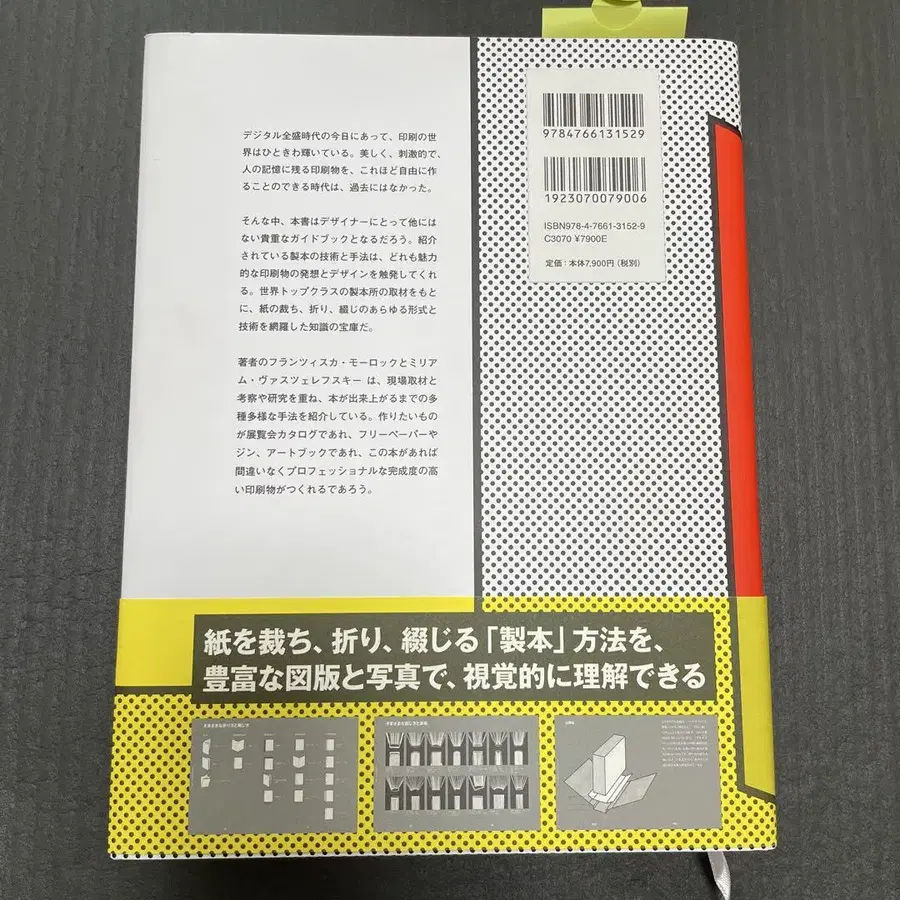 デジタル全盛時代の今日にあって、印刷の世
界はひときわ輝いている。美しく、刺激的で、
人の記憶に残る印刷物を、これほど自由に作
ることのできる時代は、過去にはなかった。
そんな中、本書はデザイナーにとって他には
ない貴重なガイドブックとなるだろう。紹介
されている製本の技術と手法は、どれも魅力
的な印刷物の発想とデザインを触発してくれ
る。世界トップクラスの製本所の取材をもと
に、紙の裁ち、折り、綴じのあらゆる形式と
技術を網羅した知識の宝庫だ。
著者のフランツィスカ・モーロックとミリア
ム・ヴァスツェレフスキー は、現場取材と
考察や研究を重ね、本が出来上がるまでの多
種多様な手法を紹介している。作りたいもの
が展覧会カタログであれ、フリーペーパーや
ジン、アートブックであれ、この本があれば
間違いなくプロフェッショナルな完成度の高
い印刷物がつくれるであろう。
9784766131529
1923070079006
ISBN978-4-7661-3152-9
C3070 ¥7900E
定価：本体7,900円（税別）
紙を裁ち、折り、綴じる「製本」方法を、
豊富な図版と写真で、視覚的に理解できる